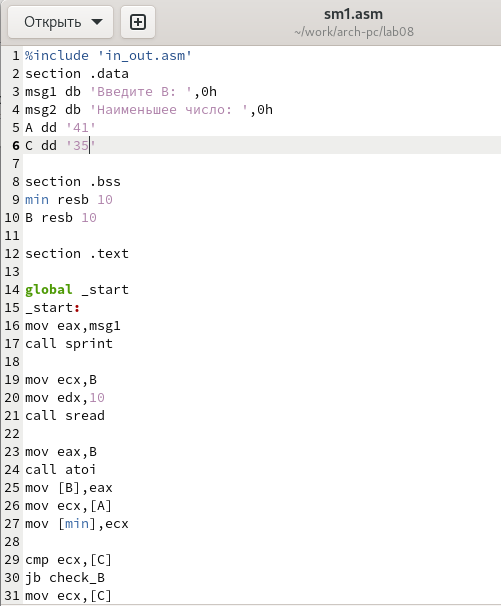 Открыть
sm1.asm
~/work/arch-pc/lab08
1 %include 'in_out.asm'
2 section .data
3 msg1 db 'Введите B: ',0h
4 msg2 db 'Наименьшее число: ',0h
5 A dd '41'
6 C dd '35'
7
8 section .bss
9 min resb 10
10 B resb 10
11
12 section .text
13
14 global _start
15 _start:
16 mov eax,msg1
17 call sprint
18
19 mov ecx,B
20 mov edx,10
21 call sread
22
23 mov eax,B
24 call atoi
25 mov [B],eax
26 mov ecx,[A]
27 mov [min],ecx
28
29 cmp ecx,[C]
30 jb check_B
31 mov ecx,[C]